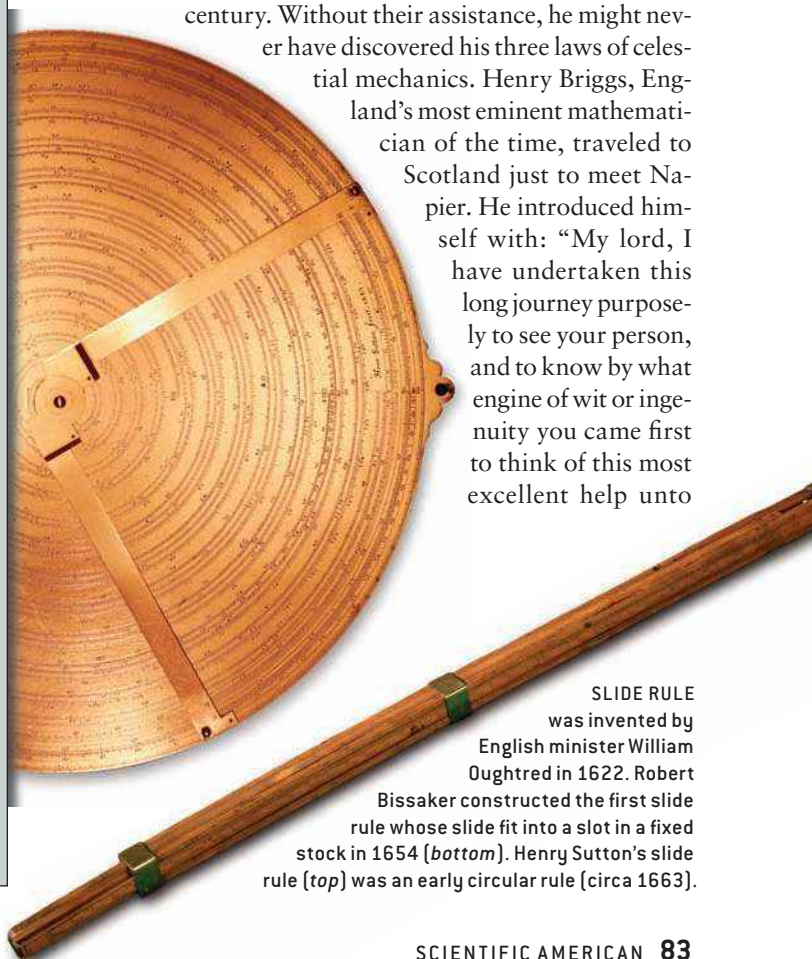 century. Without their assistance, he might nev-
er have discovered his three laws of celes-
tial mechanics. Henry Briggs, Eng-
land’s most eminent mathemati-
cian of the time, traveled to
Scotland just to meet Na-
pier. He introduced him-
self with: “My lord, I
have undertaken this
long journey purpose-
ly to see your person,
and to know by what
engine of wit or inge-
nuity you came first
to think of this most
excellent help unto
SLIDE RULE
was invented by
English minister William
Oughtred in 1622. Robert
Bissaker constructed the first slide
rule whose slide fit into a slot in a fixed
stock in 1654 (bottom). Henry Sutton’s slide
rule (top) was an early circular rule (circa 1663).
SCIENTIFIC AMERICAN 83